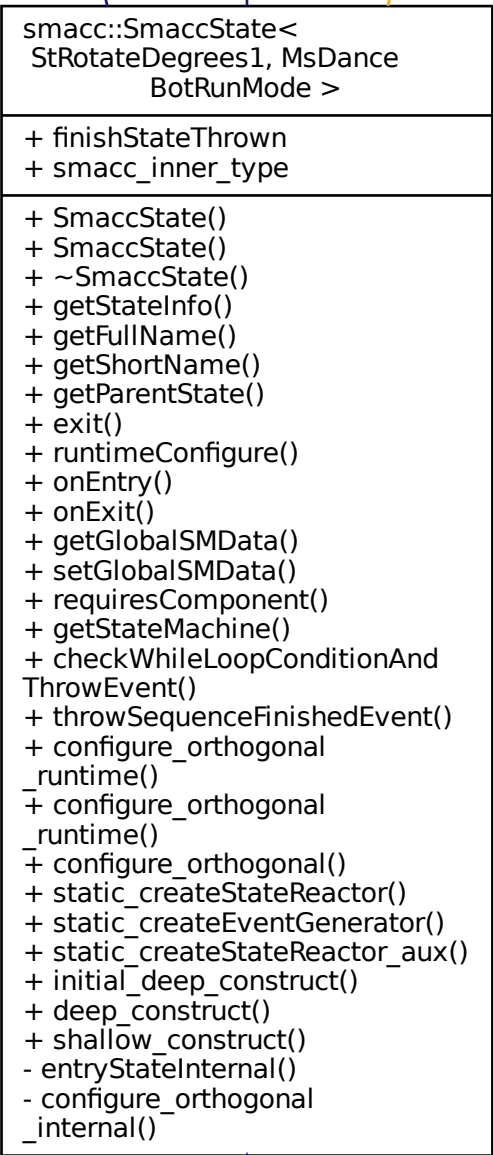 smacc::SmaccState<
StRotateDegrees1, MsDance
BotRunMode >
+ finishStateThrown
+ smacc_inner_type
+ SmaccState()
+ SmaccState()
+ ~SmaccState()
+ getStateInfo()
+ getFullName()
+ getShortName()
+ getParentState()
+ exit()
+ runtimeConfigure()
+ onEntry()
+ onExit()
+ getGlobalSMData()
+ setGlobalSMData()
+ requiresComponent()
+ getStateMachine()
+ checkWhileLoopConditionAnd
ThrowEvent()
+ throwSequenceFinishedEvent()
+ configure_orthogonal
_runtime()
+ configure_orthogonal
_runtime()
+ configure_orthogonal()
+ static_createStateReactor()
+ static_createEventGenerator()
+ static_createStateReactor_aux()
+ initial_deep_construct()
+ deep_construct()
+ shallow_construct()
- entryStateInternal()
- configure_orthogonal
_internal()